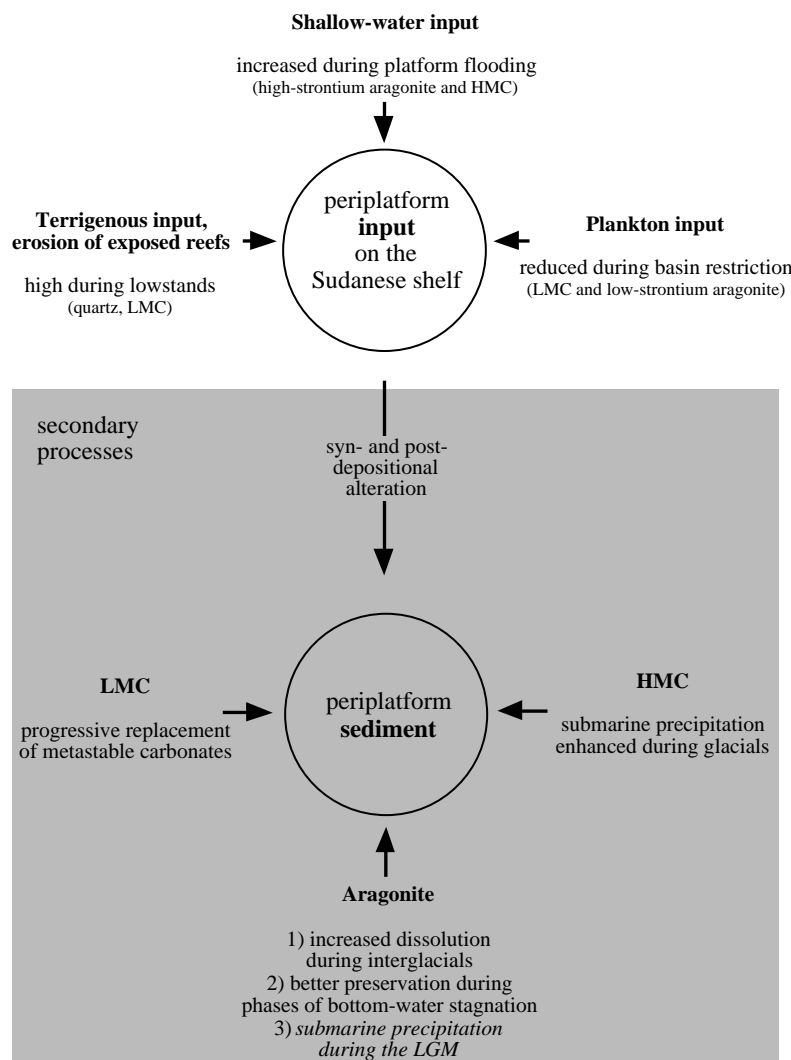 Shallow-water input
increased during platform flooding
(high-strontium aragonite and HMC)
Terrigenous input,
erosion of exposed reefs
high during lowstands
(quartz, LMC)
periplatform
input
on the
Sudanese shelf
Plankton input
reduced during basin restriction
(LMC and low-strontium aragonite)
secondary
processes
syn- and post-
depositional
alteration
LMC
progressive replacement
of metastable carbonates
periplatform
sediment
HMC
submarine precipitation
enhanced during glacials
Aragonite
1) increased dissolution
during interglacials
2) better preservation during
phases of bottom-water stagnation
3) submarine precipitation
during the LGM